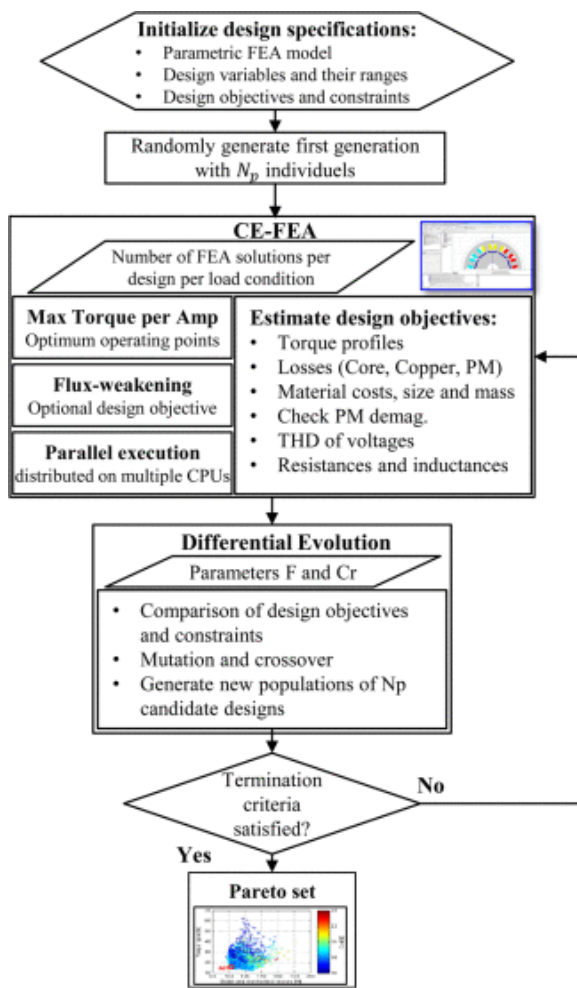 Initialize design specifications:
• Parametric FEA model
• Design variables and their ranges
• Design objectives and constraints
Randomly generate first generation
with Np individuels
CE-FEA
Number of FEA solutions per
design per load condition
Max Torque per Amp
Optimum operating points
Flux-weakening
Optional design objective
Parallel execution
distributed on multiple CPUs
Estimate design objectives:
• Torque profiles
• Losses (Core, Copper, PM)
• Material costs, size and mass
• Check PM demag.
• THD of voltages
• Resistances and inductances
Differential Evolution
Parameters F and Cr
• Comparison of design objectives
and constraints
• Mutation and crossover
• Generate new populations of Np
candidate designs
Termination
criteria
satisfied?
No
Yes
Pareto set